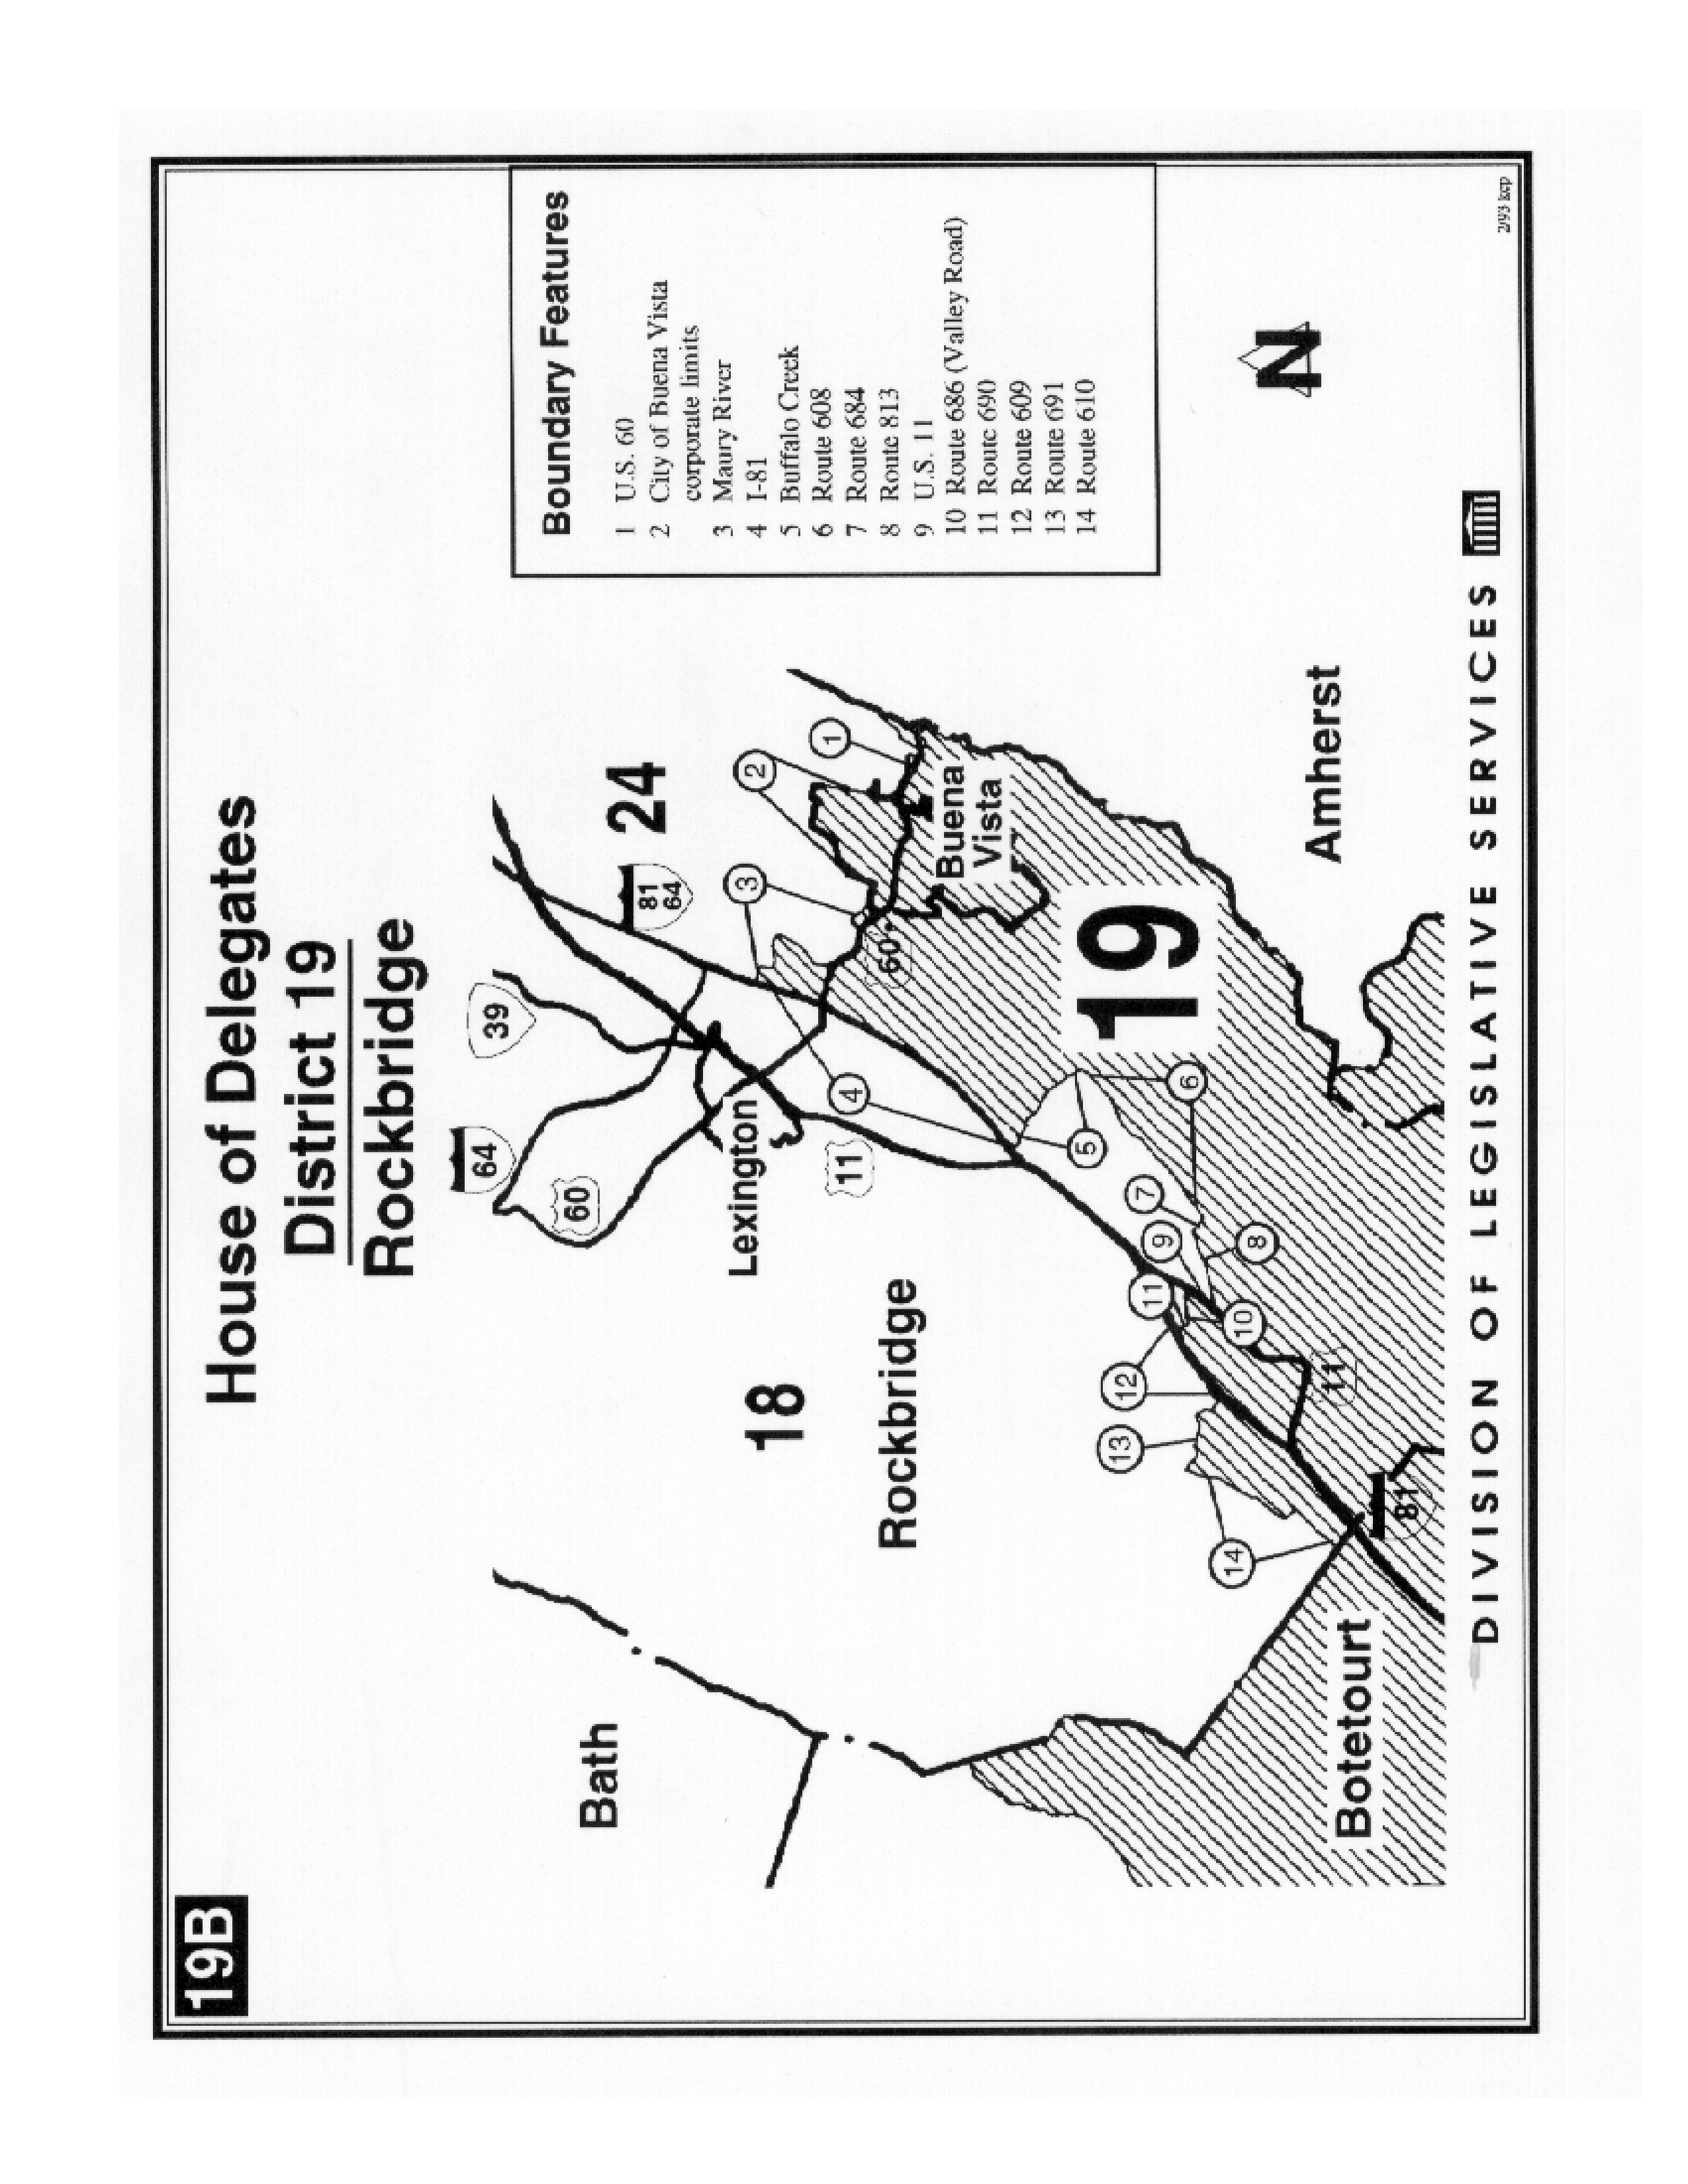 19B
House of Delegates
District 19
Rockbridge
Boundary Features
1 U.S. 60
2 City of Buena Vista
corporate limits
3 Maury River
4 I-81
5 Buffalo Creek
6 Route 608
7 Route 684
8 Route 813
9 U.S. 11
10 Route 686 (Valley Road)
11 Route 690
12 Route 609
13 Route 691
14 Route 610
Bath
64
39
60
81
64
24
Lexington
18
11
Rockbridge
60
Buena
Vista
19
Amherst
Botetourt
81
11
1
2
3
4
5
6
7
8
9
10
11
12
13
14
N
DIVISION OF LEGISLATIVE SERVICES
2/93 kcp